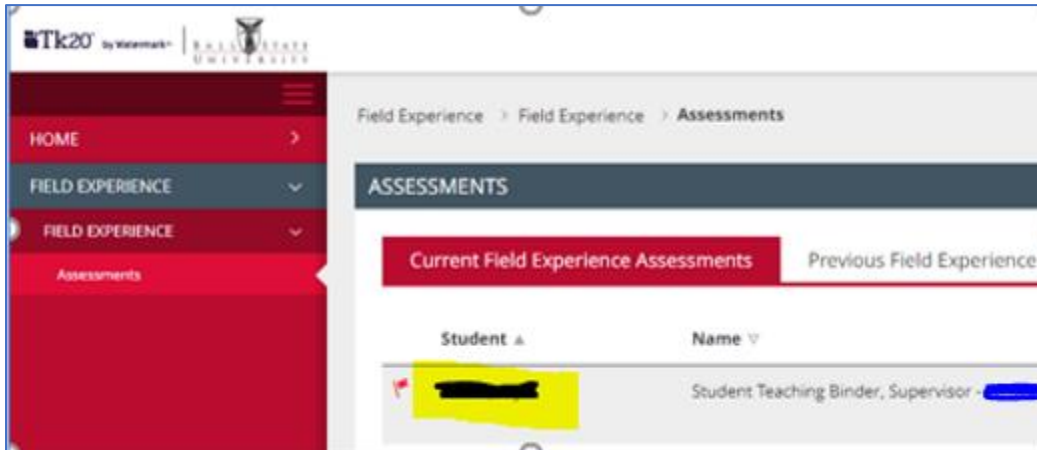 Tk20 by Watermark
BALL STATE
UNIVERSITY
HOME
FIELD EXPERIENCE
FIELD EXPERIENCE
Assessments
Field Experience > Field Experience > Assessments
ASSESSMENTS
Current Field Experience Assessments Previous Field Experience
Student Name
Student Teaching Binder, Supervisor -